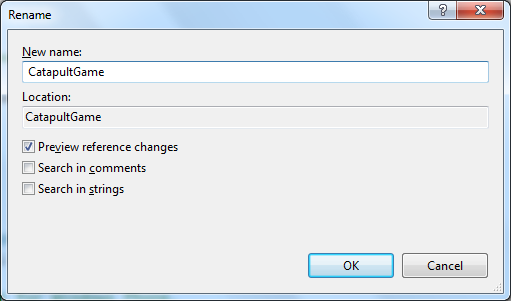 Rename
New name:
CatapultGame
Location:
CatapultGame
Preview reference changes
Search in comments
Search in strings
OK Cancel